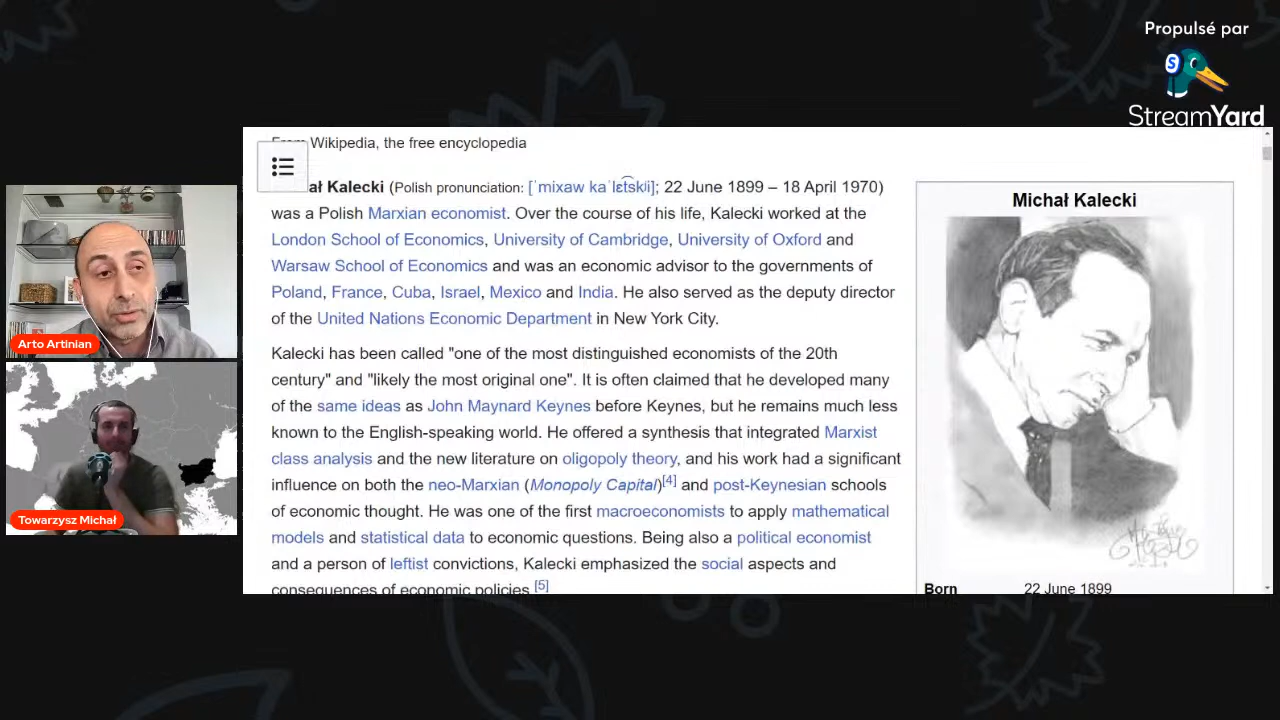 Propulsé par
StreamYard
From Wikipedia, the free encyclopedia
ał Kalecki (Polish pronunciation: [ˈmixaw kaˈlɛt͡skʲi]; 22 June 1899 – 18 April 1970)
was a Polish Marxian economist. Over the course of his life, Kalecki worked at the
London School of Economics, University of Cambridge, University of Oxford and
Warsaw School of Economics and was an economic advisor to the governments of
Poland, France, Cuba, Israel, Mexico and India. He also served as the deputy director
of the United Nations Economic Department in New York City.
Kalecki has been called "one of the most distinguished economists of the 20th
century" and "likely the most original one". It is often claimed that he developed many
of the same ideas as John Maynard Keynes before Keynes, but he remains much less
known to the English-speaking world. He offered a synthesis that integrated Marxist
class analysis and the new literature on oligopoly theory, and his work had a significant
influence on both the neo-Marxian (Monopoly Capital)[4] and post-Keynesian schools
of economic thought. He was one of the first macroeconomists to apply mathematical
models and statistical data to economic questions. Being also a political economist
and a person of leftist convictions, Kalecki emphasized the social aspects and
consequences of economic policies.[5]
Michał Kalecki
Born 22 June 1899
Arto Artinian
Towarzysz Michał